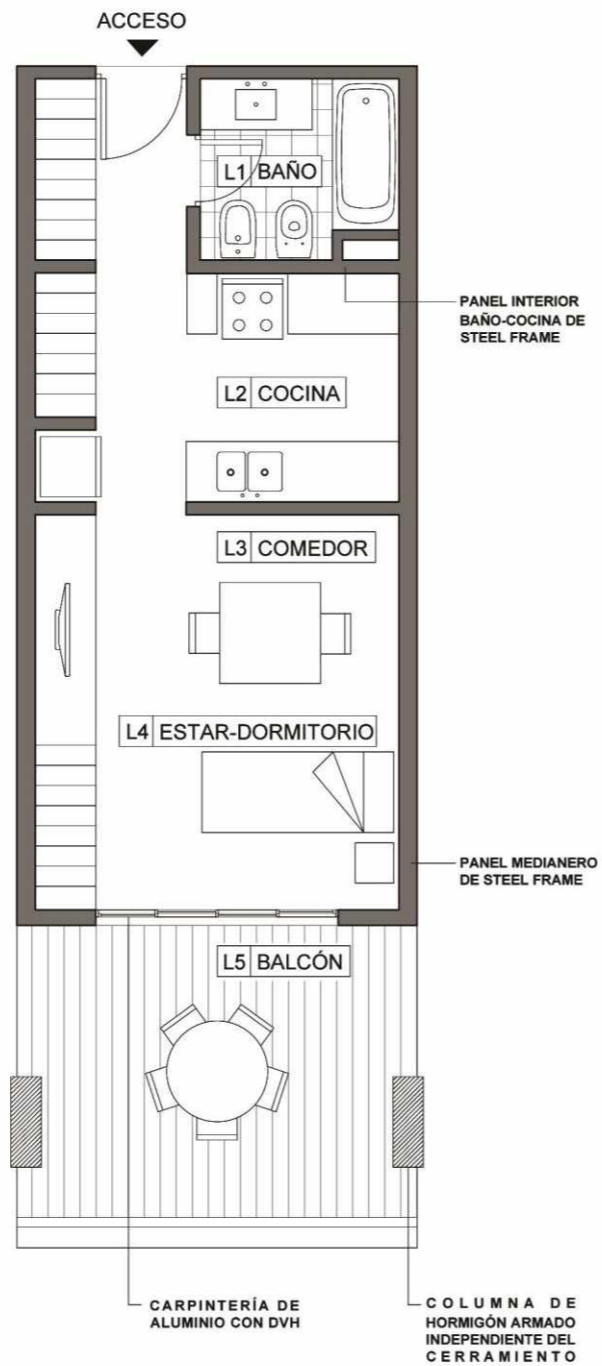 ACCESO
L1 BAÑO
PANEL INTERIOR
BAÑO-COCINA DE
STEEL FRAME
L2 COCINA
L3 COMEDOR
L4 ESTAR-DORMITORIO
PANEL MEDIANERO
DE STEEL FRAME
L5 BALCÓN
CARPINTERÍA DE
ALUMINIO CON DVH
COLUMNA DE
HORMIGÓN ARMADO
INDEPENDIENTE DEL
CERRAMIENTO